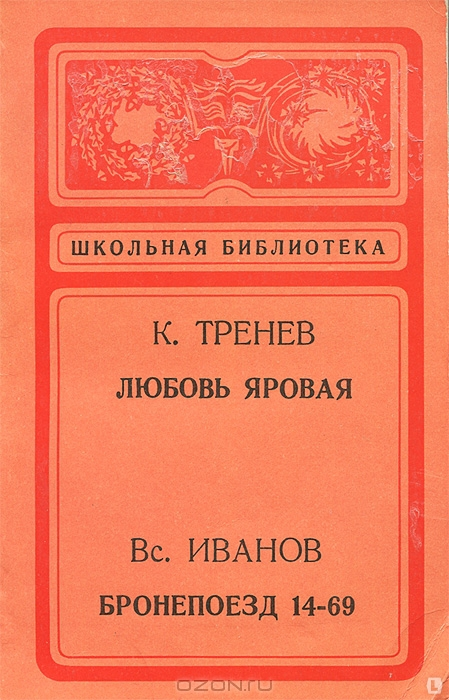 ШКОЛЬНАЯ БИБЛИОТЕКА
К. ТРЕНЕВ
ЛЮБОВЬ ЯРОВАЯ
Вс. ИВАНОВ
БРОНЕПОЕЗД 14-69
OZON.RU
L